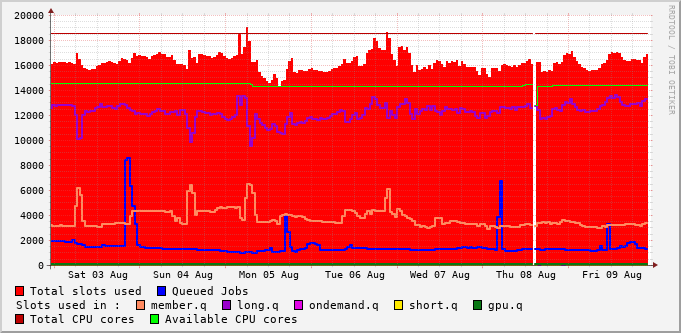 20000
18000
16000
14000
12000
10000
8000
6000
4000
2000
0
Sat 03 Aug Sun 04 Aug Mon 05 Aug Tue 06 Aug Wed 07 Aug Thu 08 Aug Fri 09 Aug
RRDTOOL / TOBI OETIKER
Total slots used Queued Jobs
Slots used in : member.q long.q ondemand.q short.q gpu.q
Total CPU cores Available CPU cores